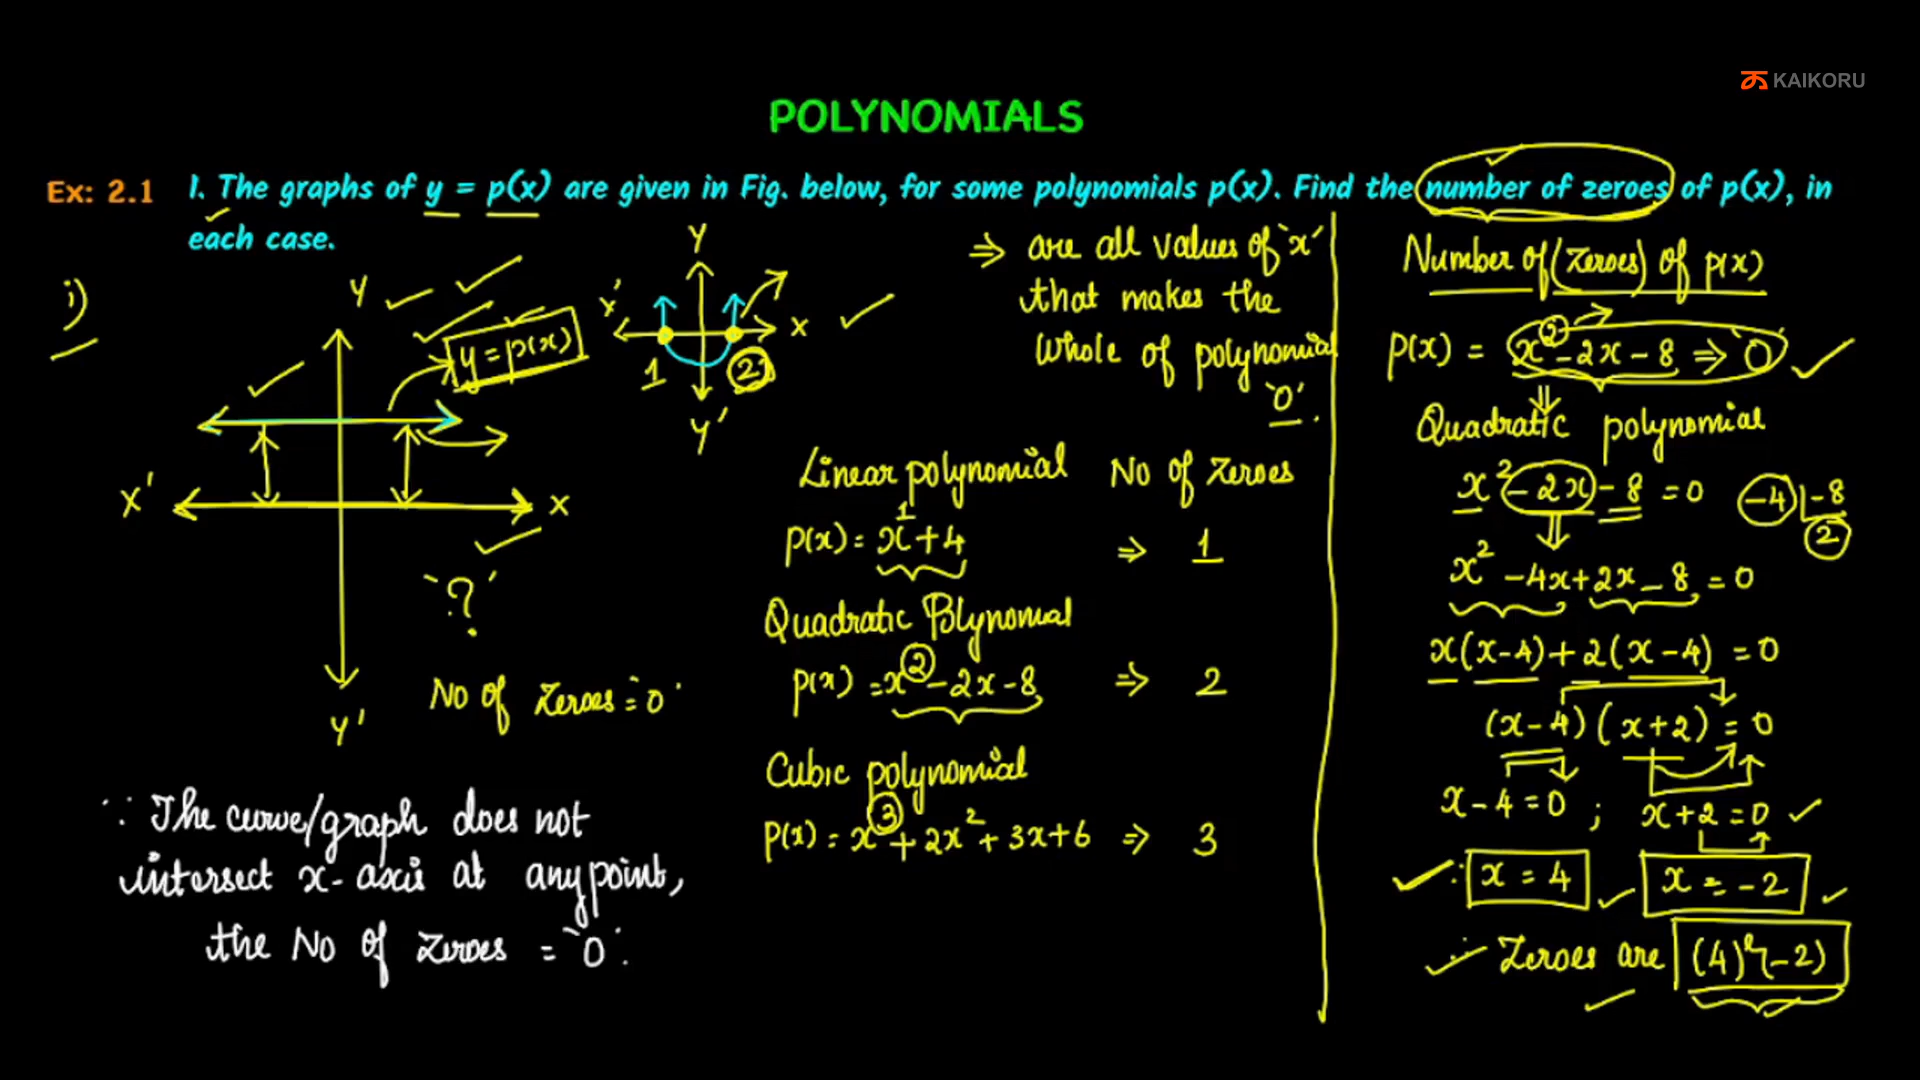 KAIKORU
POLYNOMIALS
Ex: 2.1 1. The graphs of y = p(x) are given in Fig. below, for some polynomials p(x). Find the number of zeroes of p(x), in
each case.
i)
Y
y = p(x)
X'
X
Y'
'?'
No of zeroes = '0'
∵ The curve/graph does not
intersect x-axis at any point,
the No of zeroes = '0'.
Y
X'
X
1
2
Y'
⇒ are all values of 'x'
that makes the
whole of polynomial
'0'.
Linear polynomial No of zeroes
p(x) = x¹ + 4 ⇒ 1
Quadratic Polynomial
p(x) = x² - 2x - 8 ⇒ 2
Cubic polynomial
p(x) = x³ + 2x² + 3x + 6 ⇒ 3
Number of (zeroes) of p(x)
p(x) = x² - 2x - 8 ⇒ '0'
Quadratic polynomial
x² - 2x - 8 = 0 -4 | -8
2
x² - 4x + 2x - 8 = 0
x(x-4) + 2(x-4) = 0
(x-4)(x+2) = 0
x-4=0 ; x+2=0
∴ x = 4 x = -2
∴ Zeroes are (4) & (-2)